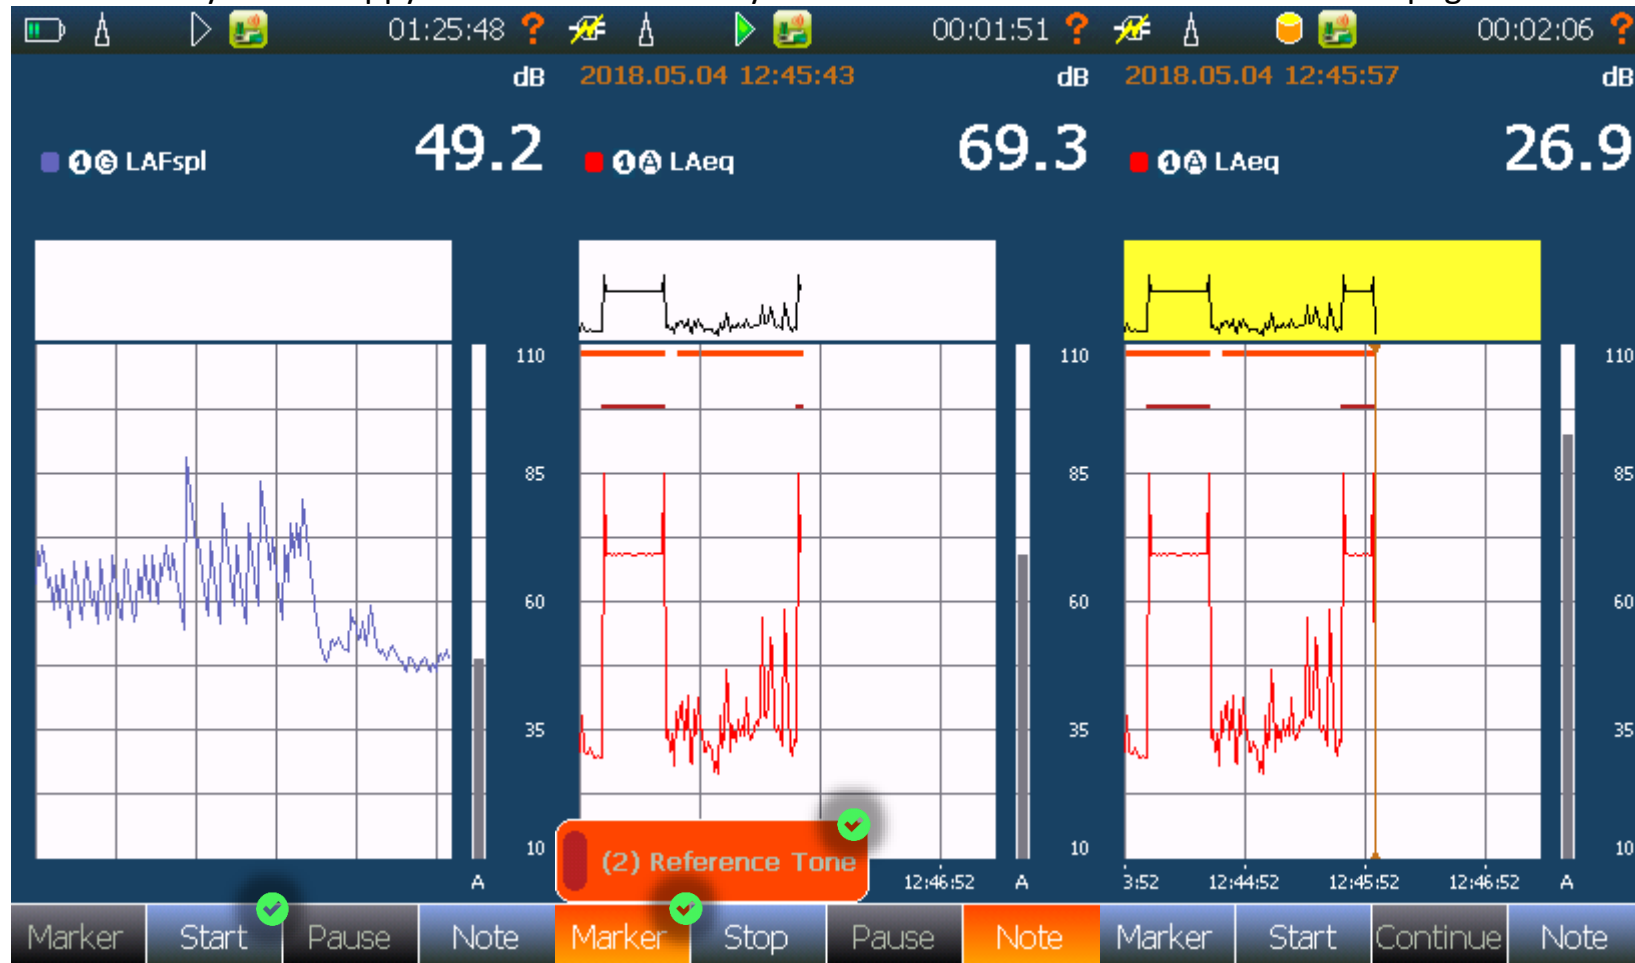 01:25:48 ?
dB
49.2
1 G LAFspl
110
85
60
35
10
A
Marker Start Pause Note
00:01:51 ?
2018.05.04 12:45:43 dB
69.3
1 A LAeq
110
85
60
35
10
(2) Reference Tone
12:46:52 A
Marker Stop Pause Note
00:02:06 ?
2018.05.04 12:45:57 dB
26.9
1 A LAeq
110
85
60
35
10
3:52 12:44:52 12:45:52 12:46:52 A
Marker Start Continue Note